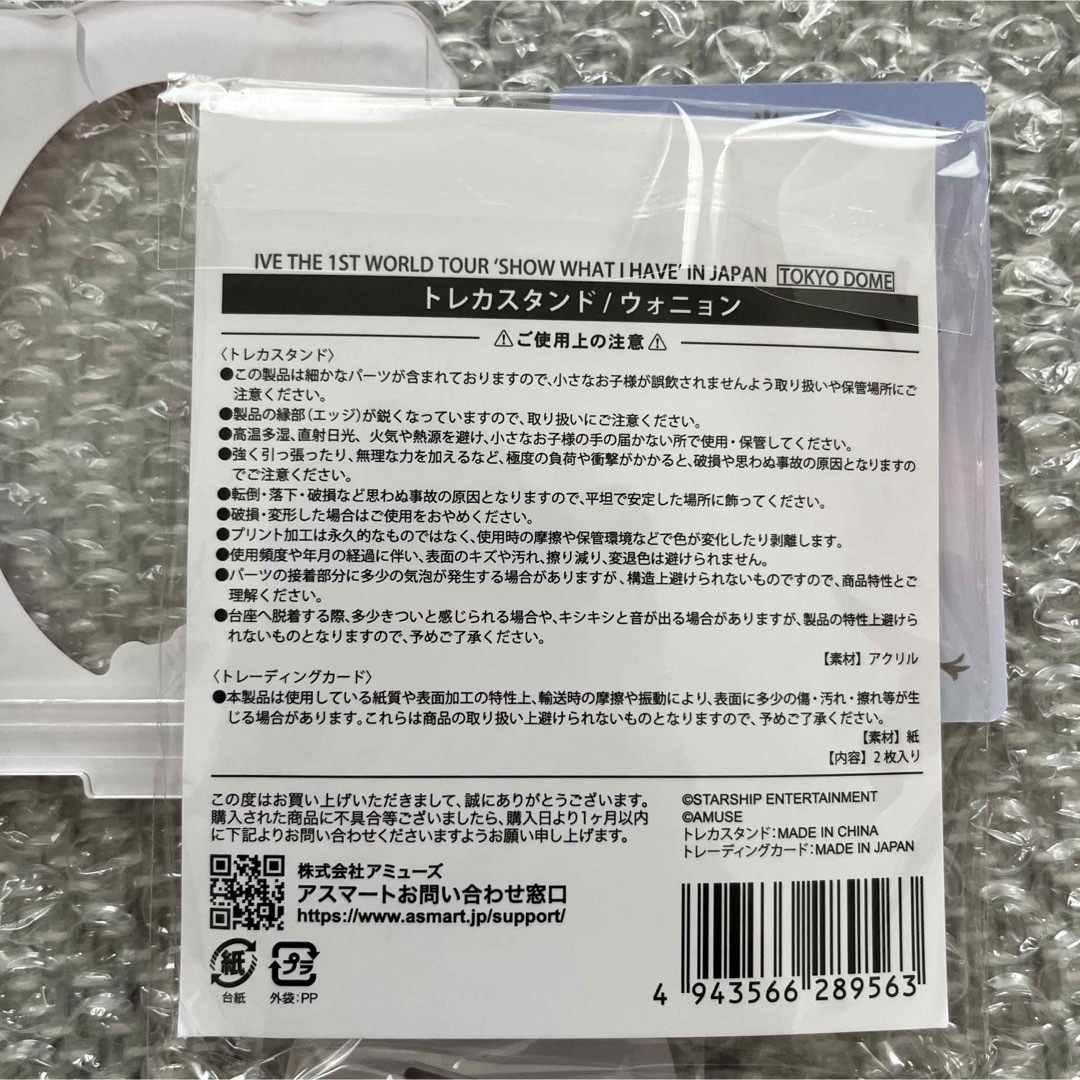 IVE THE 1ST WORLD TOUR ‘SHOW WHAT I HAVE’ IN JAPAN TOKYO DOME
トレカスタンド / ウォニョン
⚠ご使用上の注意⚠
〈トレカスタンド〉
●この製品は細かなパーツが含まれておりますので、小さなお子様が誤飲されませんよう取り扱いや保管場所にご
注意ください。
●製品の縁部（エッジ）が鋭くなっていますので、取り扱いにご注意ください。
●高温多湿、直射日光、火気や熱源を避け、小さなお子様の手の届かない所で使用・保管してください。
●強く引っ張ったり、無理な力を加えるなど、極度の負荷や衝撃がかかると、破損や思わぬ事故の原因となりますの
でご注意ください。
●転倒・落下・破損など思わぬ事故の原因となりますので、平坦で安定した場所に飾ってください。
●破損・変形した場合はご使用をおやめください。
●プリント加工は永久的なものではなく、使用時の摩擦や保管環境などで色が変化したり剥離します。
●使用頻度や年月の経過に伴い、表面のキズや汚れ、擦り減り、変退色は避けられません。
●パーツの接着部分に多少の気泡が発生する場合がありますが、構造上避けられないものですので、商品特性とご
理解ください。
●台座へ脱着する際、多少きついと感じられる場合や、キシキシと音が出る場合がありますが、製品の特性上避けら
れないものとなりますので、予めご了承ください。
【素材】アクリル
〈トレーディングカード〉
●本製品は使用している紙質や表面加工の特性上、輸送時の摩擦や振動により、表面に多少の傷・汚れ・擦れ等が生
じる場合があります。これらは商品の取り扱い上避けられないものとなりますので、予めご了承ください。
【素材】紙
【内容】2枚入り
この度はお買い上げいただきまして、誠にありがとうございます。
購入された商品に不具合等ございましたら、購入日より1ヶ月以内
に下記よりお問い合わせくださいますようお願い申し上げます。
株式会社アミューズ
アスマートお問い合わせ窓口
https://www.asmart.jp/support/
紙
台紙
プラ
外袋：PP
©STARSHIP ENTERTAINMENT
©AMUSE
トレカスタンド：MADE IN CHINA
トレーディングカード：MADE IN JAPAN
4 943566 289563